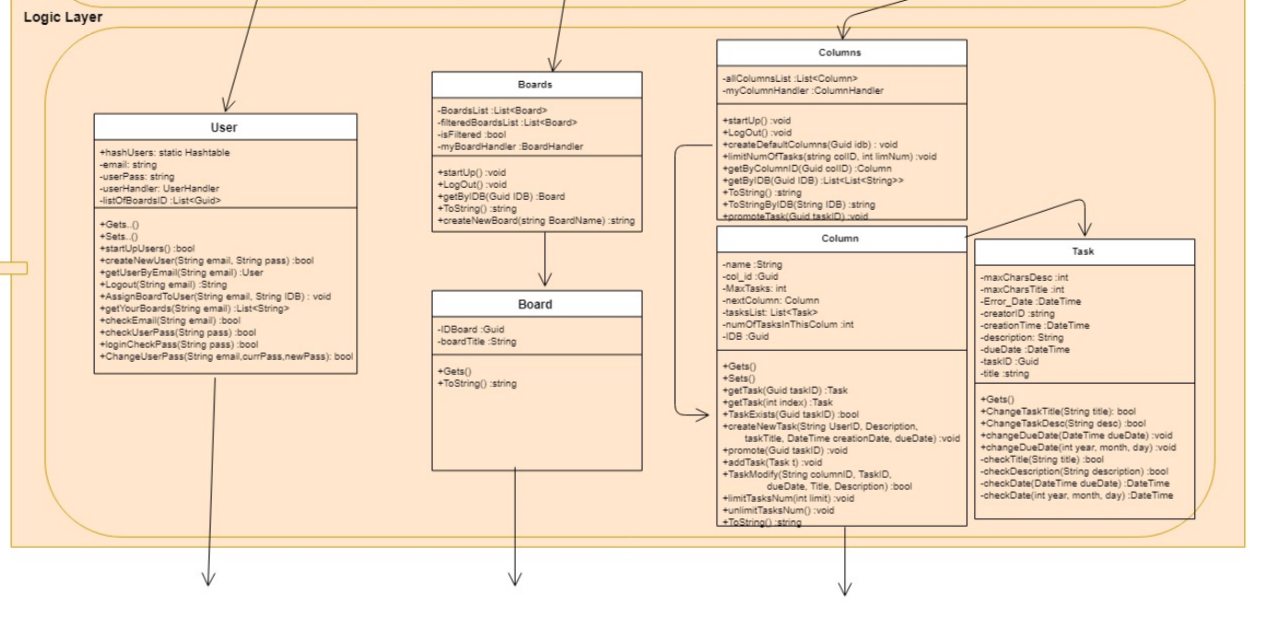 Logic Layer
User
+hashUsers: static Hashtable
-email: string
-userPass: string
-userHandler: UserHandler
-listOfBoardsID :List<Guid>
+Gets..()
+Sets..()
+startUpUsers() :bool
+createNewUser(String email, String pass) :bool
+getUserByEmail(String email) :User
+Logout(String email) :String
+AssignBoardToUser(String email, String IDB) : void
+getYourBoards(String email) :List<String>
+checkEmail(String email) :bool
+checkUserPass(String pass) :bool
+loginCheckPass(String pass) :bool
+ChangeUserPass(String email,currPass,newPass): bool
Boards
-BoardsList :List<Board>
-filteredBoardsList :List<Board>
-isFiltered :bool
-myBoardHandler :BoardHandler
+startUp() :void
+LogOut() :void
+getByIDB(Guid IDB) :Board
+ToString() :string
+createNewBoard(string BoardName) :string
Board
-IDBoard :Guid
-boardTitle :String
+Gets()
+ToString() :string
Columns
-allColumnsList :List<Column>
-myColumnHandler :ColumnHandler
+startUp() :void
+LogOut() :void
+createDefaultColumns(Guid idb) : void
+limitNumOfTasks(string colID, int limNum) :void
+getByColumnID(Guid colID) :Column
+getByIDB(Guid IDB) :List<List<String>>
+ToString() :string
+ToStringByIDB(String IDB) :string
+promoteTask(Guid taskID) :void
Column
-name :String
-col_id :Guid
-MaxTasks: int
-nextColumn: Column
-tasksList: List<Task>
-numOfTasksInThisColum :int
-IDB :Guid
+Gets()
+Sets()
+getTask(Guid taskID) :Task
+getTask(int index) :Task
+TaskExists(Guid taskID) :bool
+createNewTask(String UserID, Description,
taskTitle, DateTime creationDate, dueDate) :void
+promote(Guid taskID) :void
+addTask(Task t) :void
+TaskModify(String columnID, TaskID,
dueDate, Title, Description) :bool
+limitTasksNum(int limit) :void
+unlimitTasksNum() :void
+ToString() :string
Task
-maxCharsDesc :int
-maxCharsTitle :int
-Error_Date :DateTime
-creatorID :string
-creationTime :DateTime
-description: String
-dueDate :DateTime
-taskID :Guid
-title :string
+Gets()
+ChangeTaskTitle(String title): bool
+ChangeTaskDesc(String desc) :bool
+changeDueDate(DateTime dueDate) :void
+changeDueDate(int year, month, day) :void
-checkTitle(String title) :bool
-checkDescription(String description) :bool
-checkDate(DateTime dueDate) :DateTime
-checkDate(int year, month, day) :DateTime